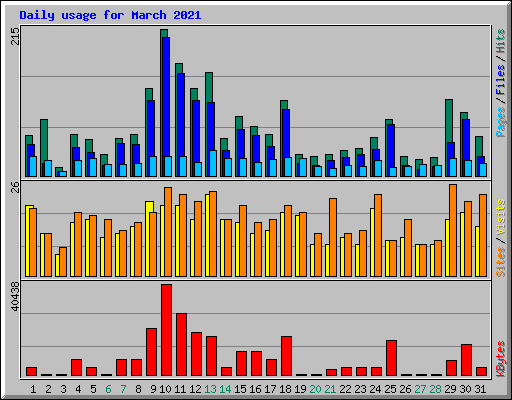 Daily usage for March 2021
215
Pages / Files / Hits
26
Sites / Visits
40438
KBytes
1 2 3 4 5 6 7 8 9 10 11 12 13 14 15 16 17 18 19 20 21 22 23 24 25 26 27 28 29 30 31